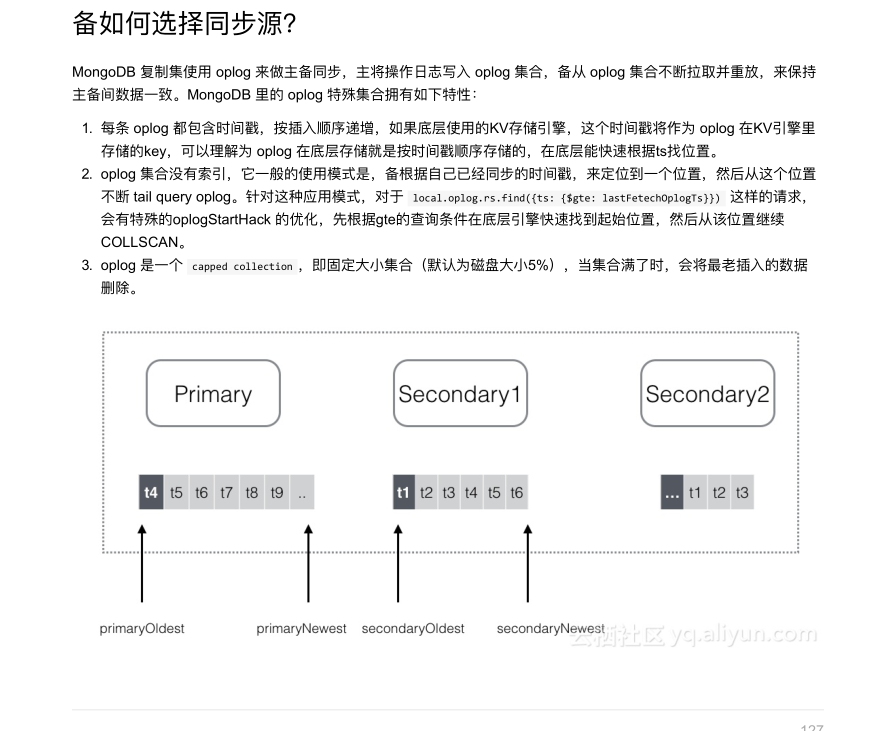 备如何选择同步源?
MongoDB 复制集使用 oplog 来做主备同步，主将操作日志写入 oplog 集合，备从 oplog 集合不断拉取并重放，来保持
主备间数据一致。MongoDB 里的 oplog 特殊集合拥有如下特性：
1. 每条 oplog 都包含时间戳，按插入顺序递增，如果底层使用的KV存储引擎，这个时间戳将作为 oplog 在KV引擎里
存储的key，可以理解为 oplog 在底层存储就是按时间戳顺序存储的，在底层能快速根据ts找位置。
2. oplog 集合没有索引，它一般的使用模式是，备根据自己已经同步的时间戳，来定位到一个位置，然后从这个位置
不断 tail query oplog。针对这种应用模式，对于 local.oplog.rs.find({ts: {$gte: lastFetechOplogTs}}) 这样的请求，
会有特殊的oplogStartHack 的优化，先根据gte的查询条件在底层引擎快速找到起始位置，然后从该位置继续
COLLSCAN。
3. oplog 是一个 capped collection ，即固定大小集合（默认为磁盘大小5%），当集合满了时，会将最老插入的数据
删除。
Primary Secondary1 Secondary2
t4 t5 t6 t7 t8 t9 .. t1 t2 t3 t4 t5 t6 ... t1 t2 t3
primaryOldest primaryNewest secondaryOldest secondaryNewest
云栖社区 yq.aliyun.com
127